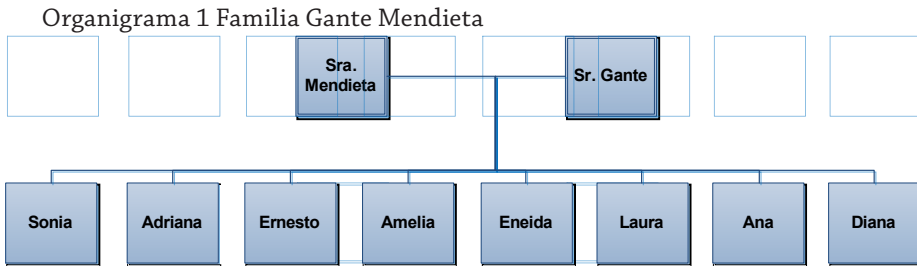 Organigrama 1 Familia Gante Mendieta
Sra.
Mendieta
Sr. Gante
Sonia
Adriana
Ernesto
Amelia
Eneida
Laura
Ana
Diana